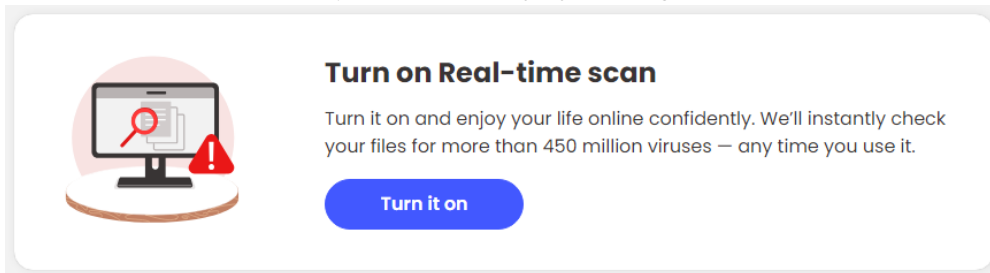 Turn on Real-time scan
Turn it on and enjoy your life online confidently. We'll instantly check
your files for more than 450 million viruses — any time you use it.
Turn it on